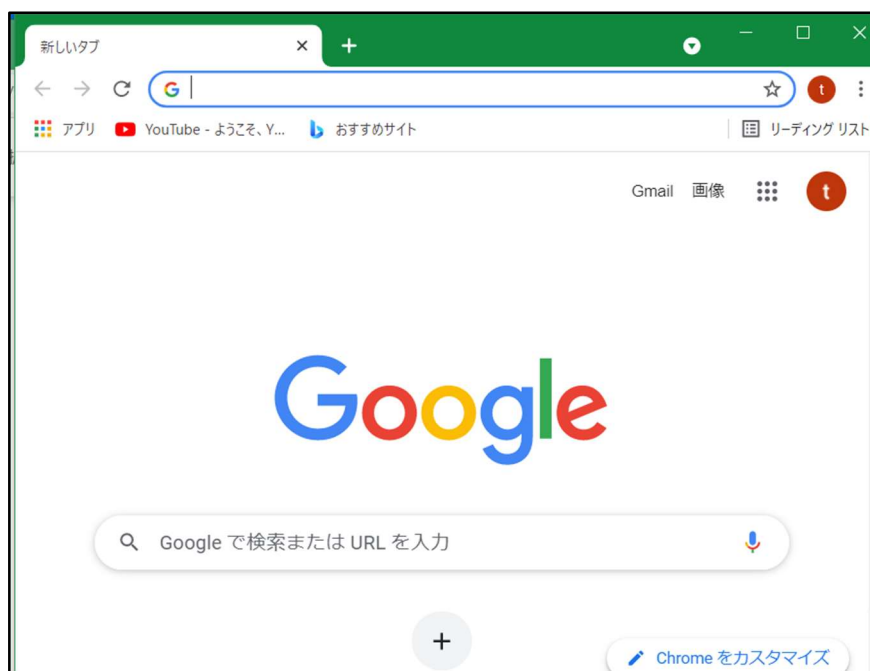 新しいタブ
アプリ YouTube - ようこそ、Y... おすすめサイト リーディング リスト
t
Gmail 画像 t
Google
Google で検索または URL を入力
Chrome をカスタマイズ